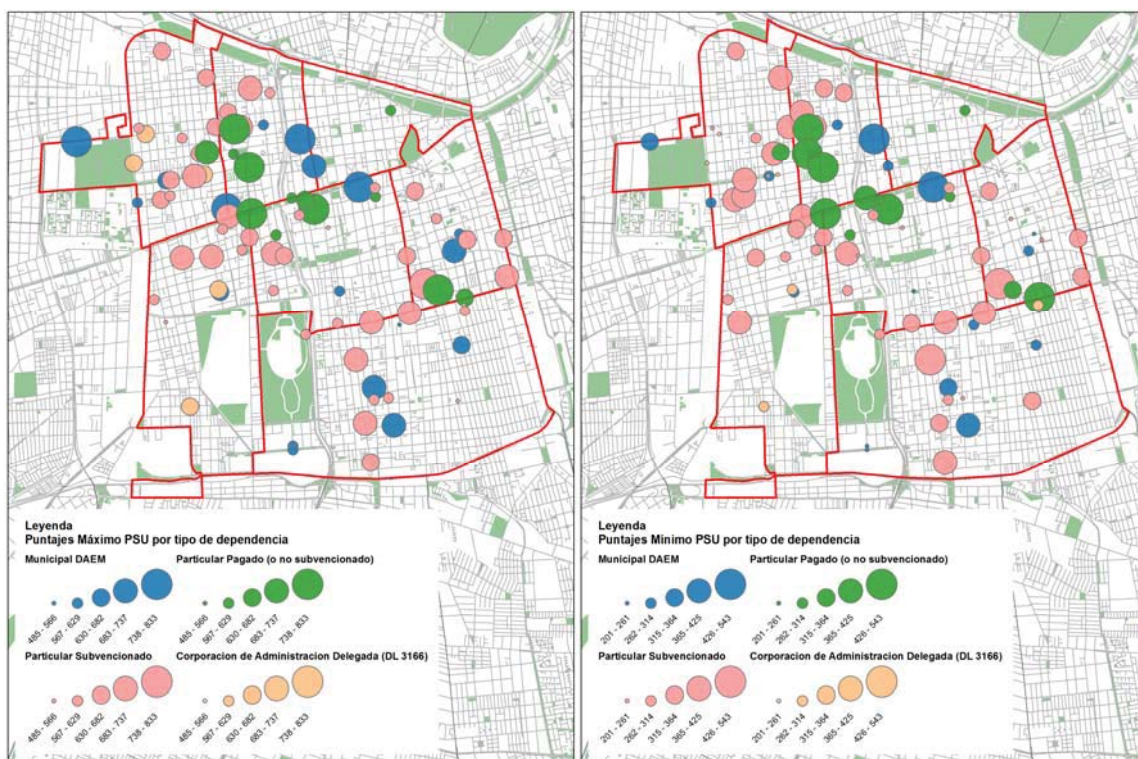 Leyenda
Puntajes Máximo PSU por tipo de dependencia
Municipal DAEM
Particular Pagado (o no subvencionado)
485 - 566
567 - 629
630 - 682
683 - 737
738 - 833
485 - 566
567 - 629
630 - 682
683 - 737
738 - 833
Particular Subvencionado
Corporacion de Administracion Delegada (DL 3166)
485 - 566
567 - 629
630 - 682
683 - 737
738 - 833
485 - 566
567 - 629
630 - 682
683 - 737
738 - 833
Leyenda
Puntajes Minimo PSU por tipo de dependencia
Municipal DAEM
Particular Pagado (o no subvencionado)
201 - 261
262 - 314
315 - 364
365 - 425
426 - 543
201 - 261
262 - 314
315 - 364
365 - 425
426 - 543
Particular Subvencionado
Corporacion de Administracion Delegada (DL 3166)
201 - 261
262 - 314
315 - 364
365 - 425
426 - 543
201 - 261
262 - 314
315 - 364
365 - 425
426 - 543